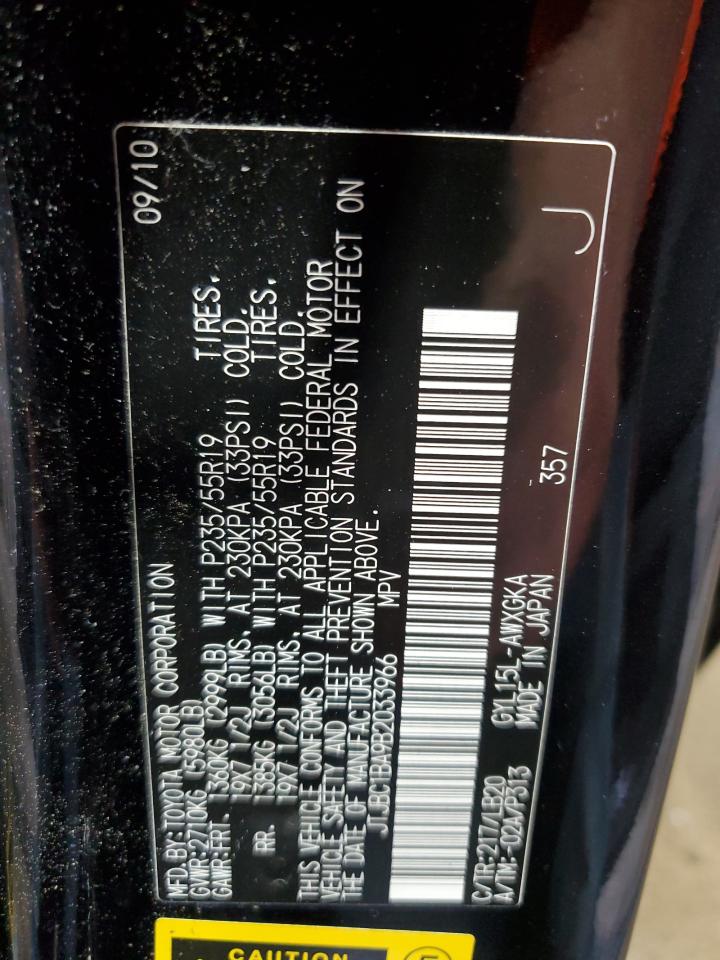 MFD.BY:TOYOTA MOTOR CORPORATION 09/10
GVWR:2710KG (5980LB)
GAWR:FRT. 1360KG (2999LB) WITH P235/55R19 TIRES,
19X7 1/2J RIMS, AT 230KPA (33PSI) COLD.
RR. 1385KG (3056LB) WITH P235/55R19 TIRES,
19X7 1/2J RIMS, AT 230KPA (33PSI) COLD.
THIS VEHICLE CONFORMS TO ALL APPLICABLE FEDERAL MOTOR
VEHICLE SAFETY AND THEFT PREVENTION STANDARDS IN EFFECT ON
THE DATE OF MANUFACTURE SHOWN ABOVE.
JTJBC1BA9B2033966 MPV
C/TR:217/LB20 GYL15L-AWXGKA
A/TM:-02A/P313 MADE IN JAPAN 357 J
CAUTION